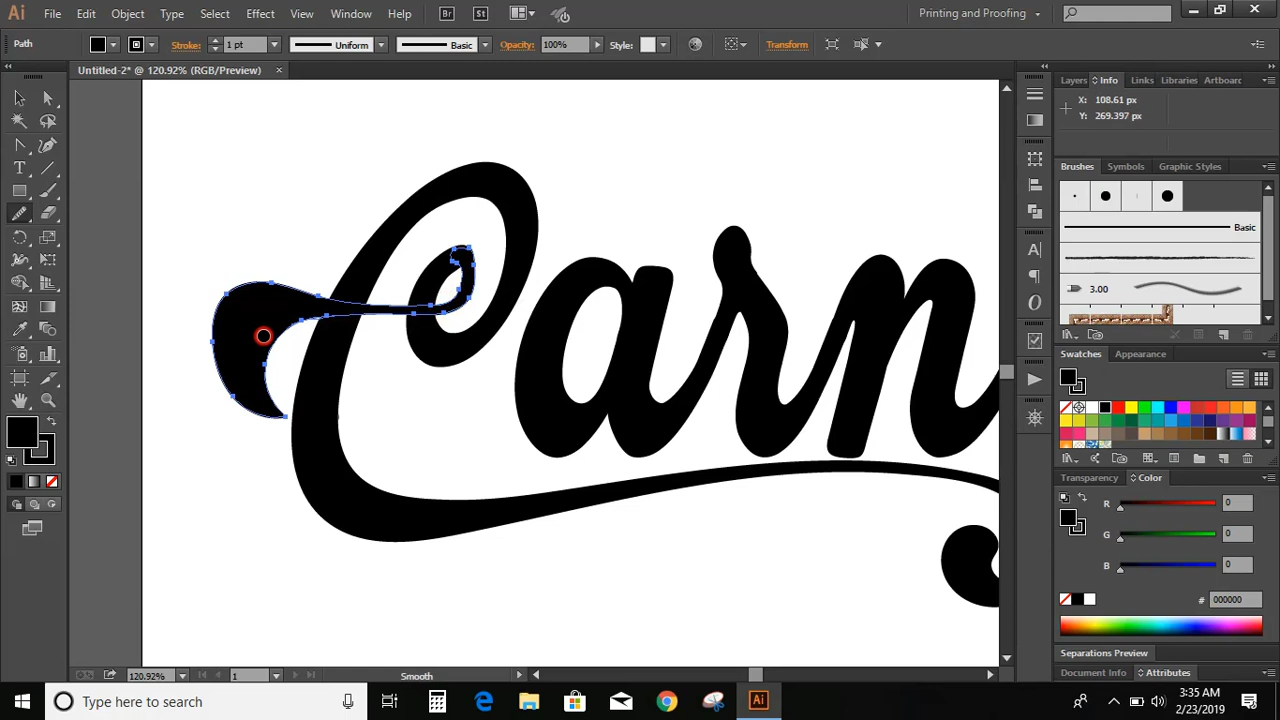 Ai File Edit Object Type Select Effect View Window Help Br St Printing and Proofing
Path Stroke: 1 pt Uniform Basic Opacity: 100% Style: Transform
Untitled-2* @ 120.92% (RGB/Preview) ×
Layers Info Links Libraries Artboarc
X: 108.61 px
Y: 269.397 px
Brushes Symbols Graphic Styles
Basic
3.00
Swatches Appearance
Transparency Color
R 0
G 0
B 0
# 000000
Separations Preview
Document Info Attributes
Carn
120.92% 1 Smooth
Type here to search
Ai
3:35 AM
2/23/2019